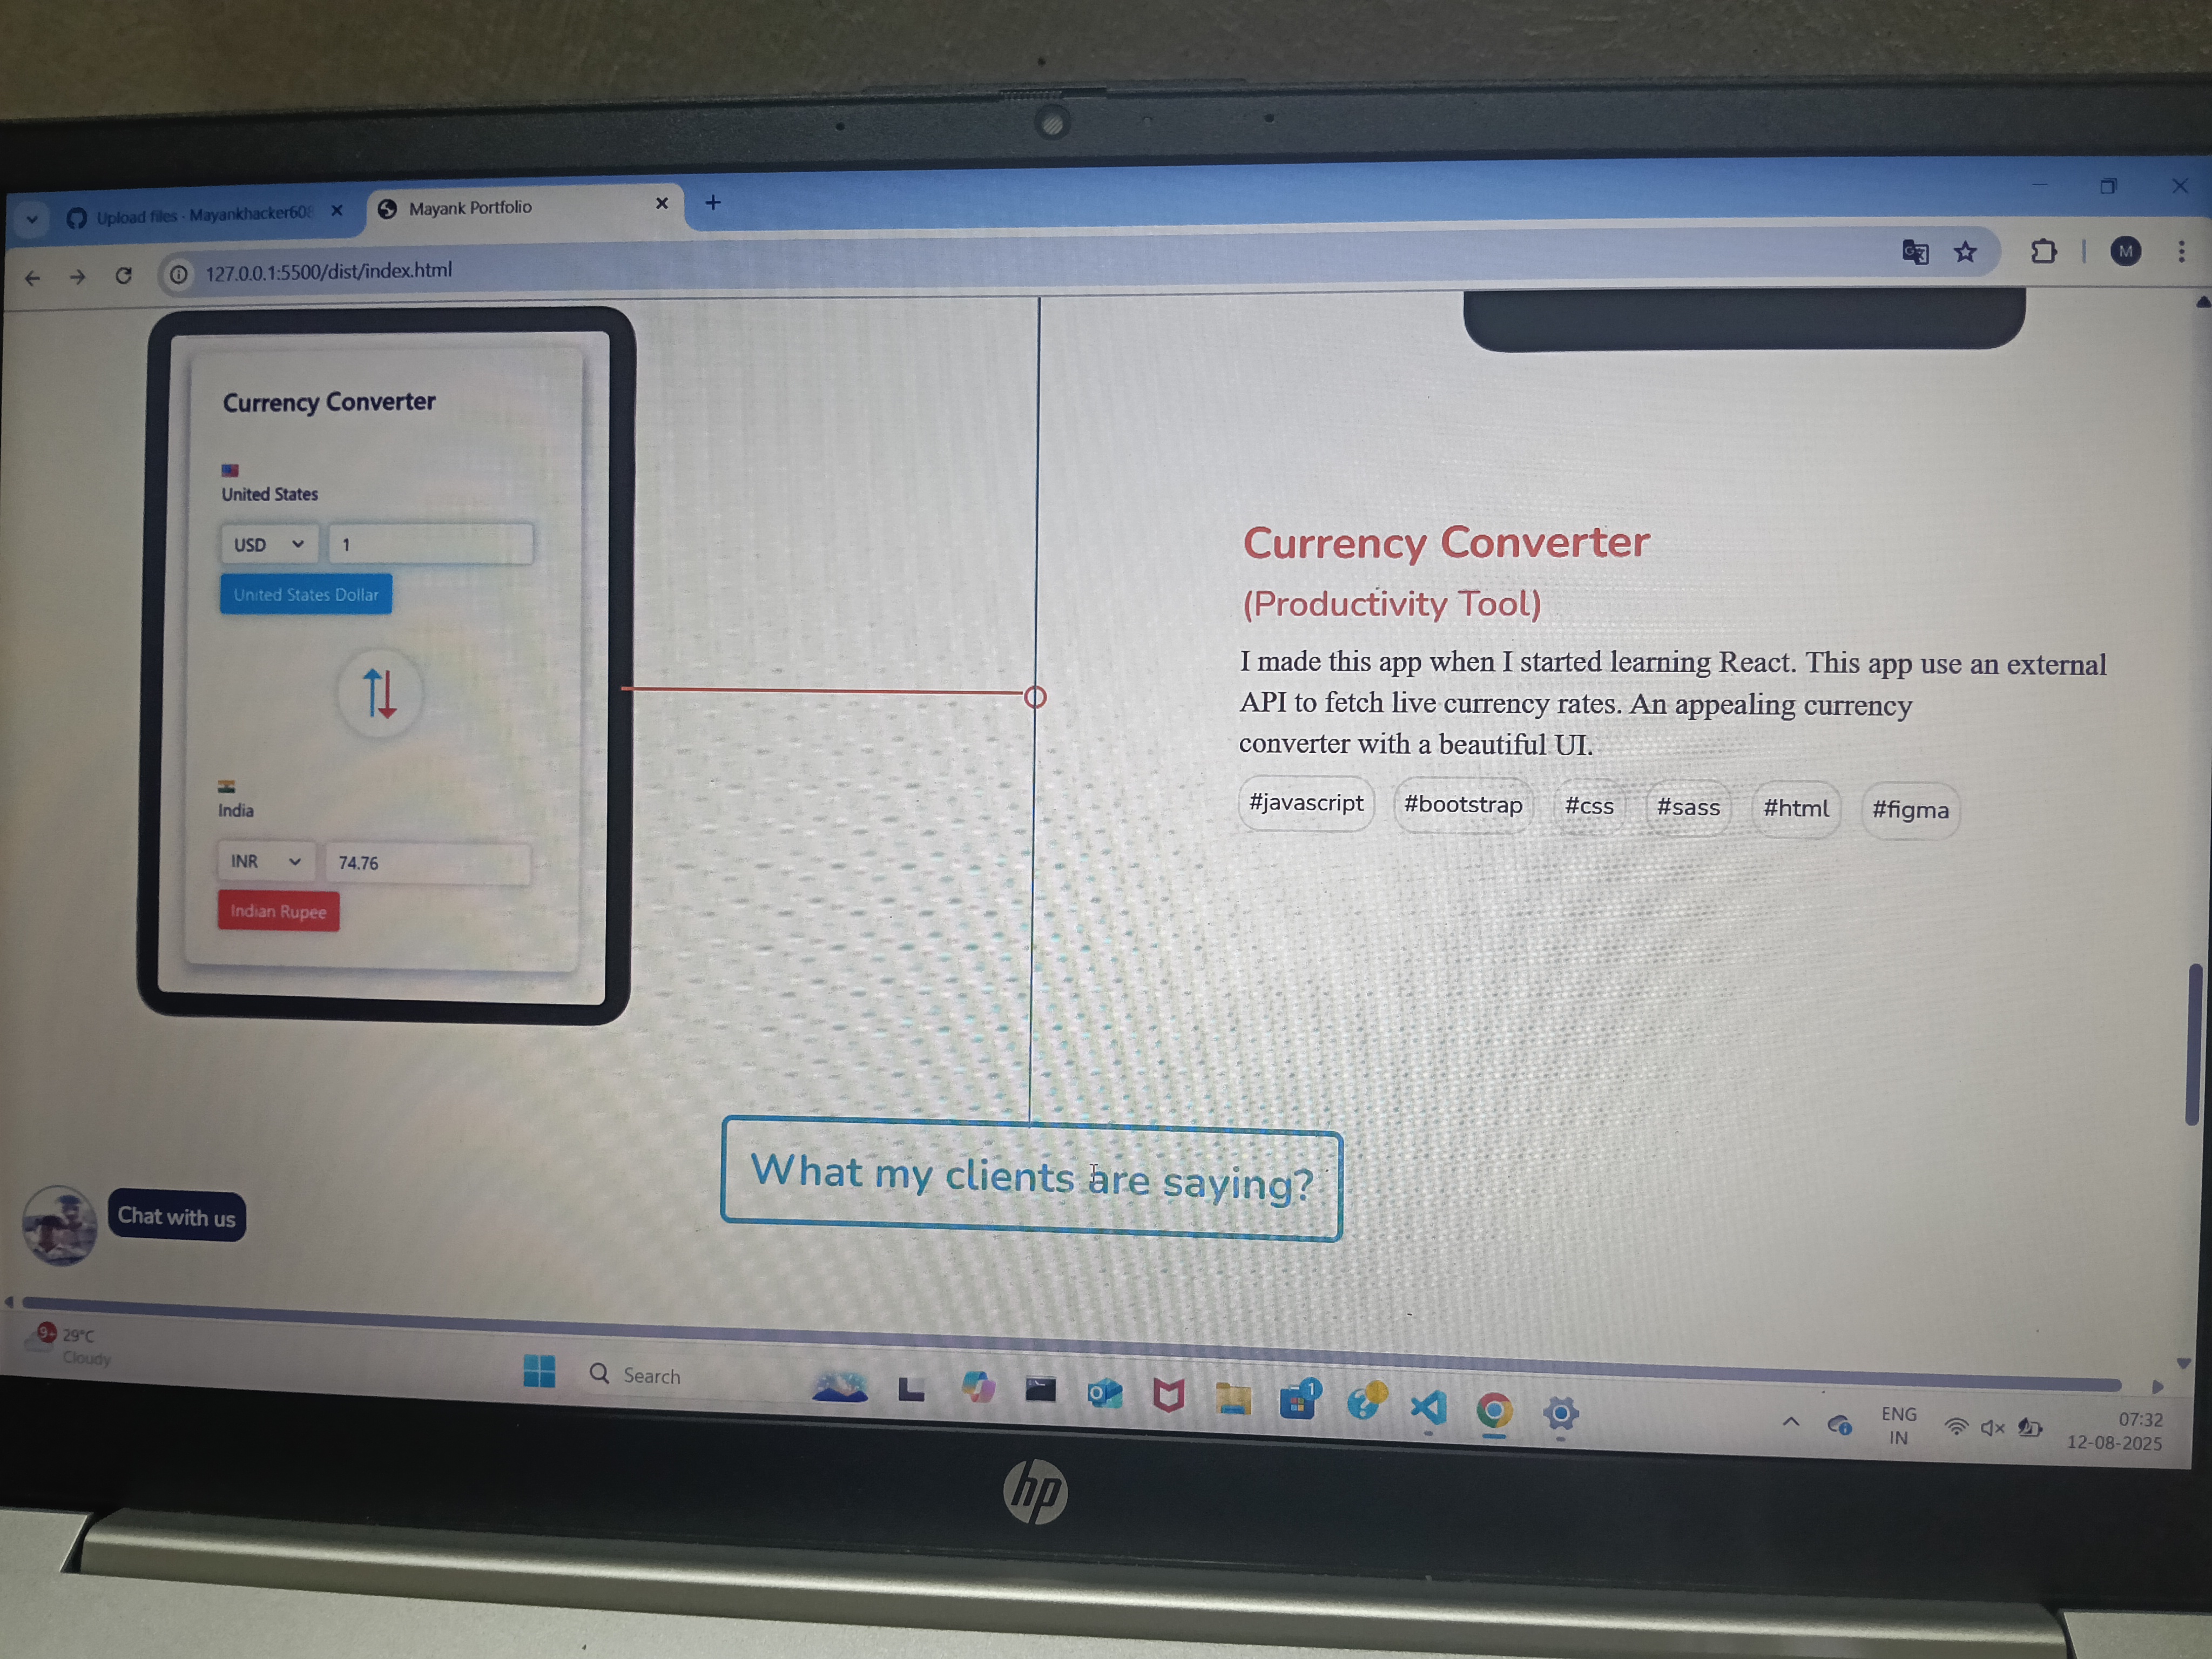 Upload files · Mayankhacker608
Mayank Portfolio
127.0.0.1:5500/dist/index.html
M
Currency Converter
United States
USD
1
United States Dollar
India
INR
74.76
Indian Rupee
Currency Converter
(Productivity Tool)
I made this app when I started learning React. This app use an external
API to fetch live currency rates. An appealing currency
converter with a beautiful UI.
#javascript #bootstrap #css #sass #html #figma
What my clients are saying?
Chat with us
9+
29°C
Cloudy
Search
1
ENG
IN
07:32
12-08-2025
hp